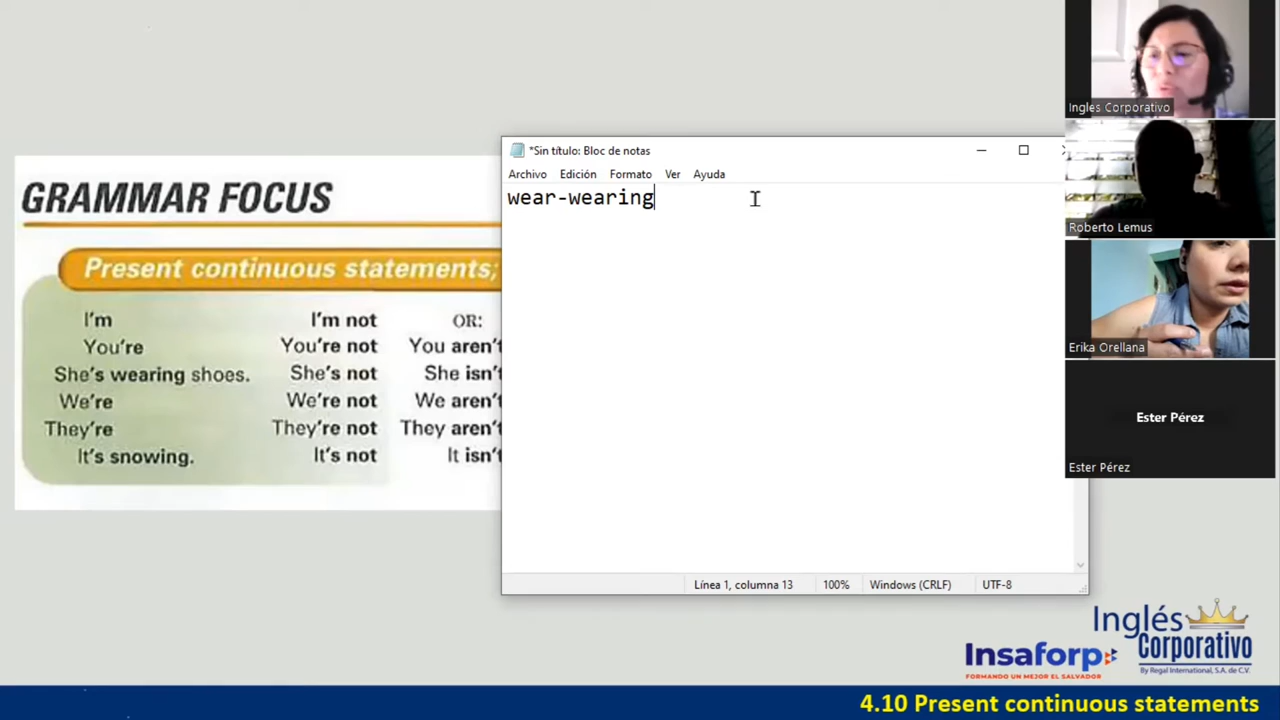 GRAMMAR FOCUS
Present continuous statements;
I'm I'm not OR:
You're You're not You aren't
She's wearing shoes. She's not She isn't
We're We're not We aren't
They're They're not They aren't
It's snowing. It's not It isn't
*Sin título: Bloc de notas
Archivo Edición Formato Ver Ayuda
wear-wearing
Línea 1, columna 13 100% Windows (CRLF) UTF-8
Ingles Corporativo
Roberto Lemus
Erika Orellana
Ester Pérez
Ester Pérez
Insaforp
FORMANDO UN MEJOR EL SALVADOR
Inglés
Corporativo
By Regal International, S.A. de C.V.
4.10 Present continuous statements